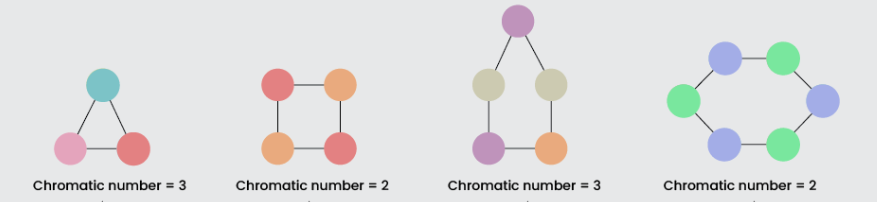 Chromatic number = 3
Chromatic number = 2
Chromatic number = 3
Chromatic number = 2